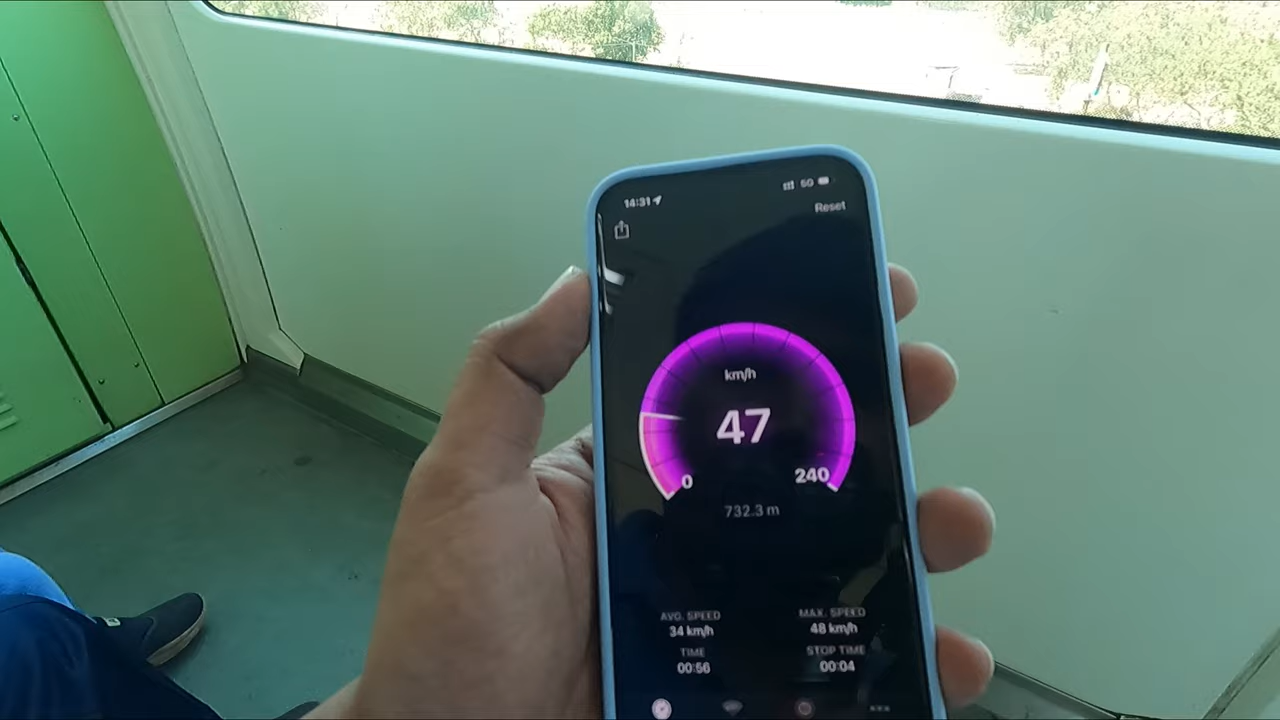 14:31 5G
Reset
km/h
47
0 240
732.3 m
AVG. SPEED MAX. SPEED
34 km/h 48 km/h
TIME STOP TIME
00:56 00:04